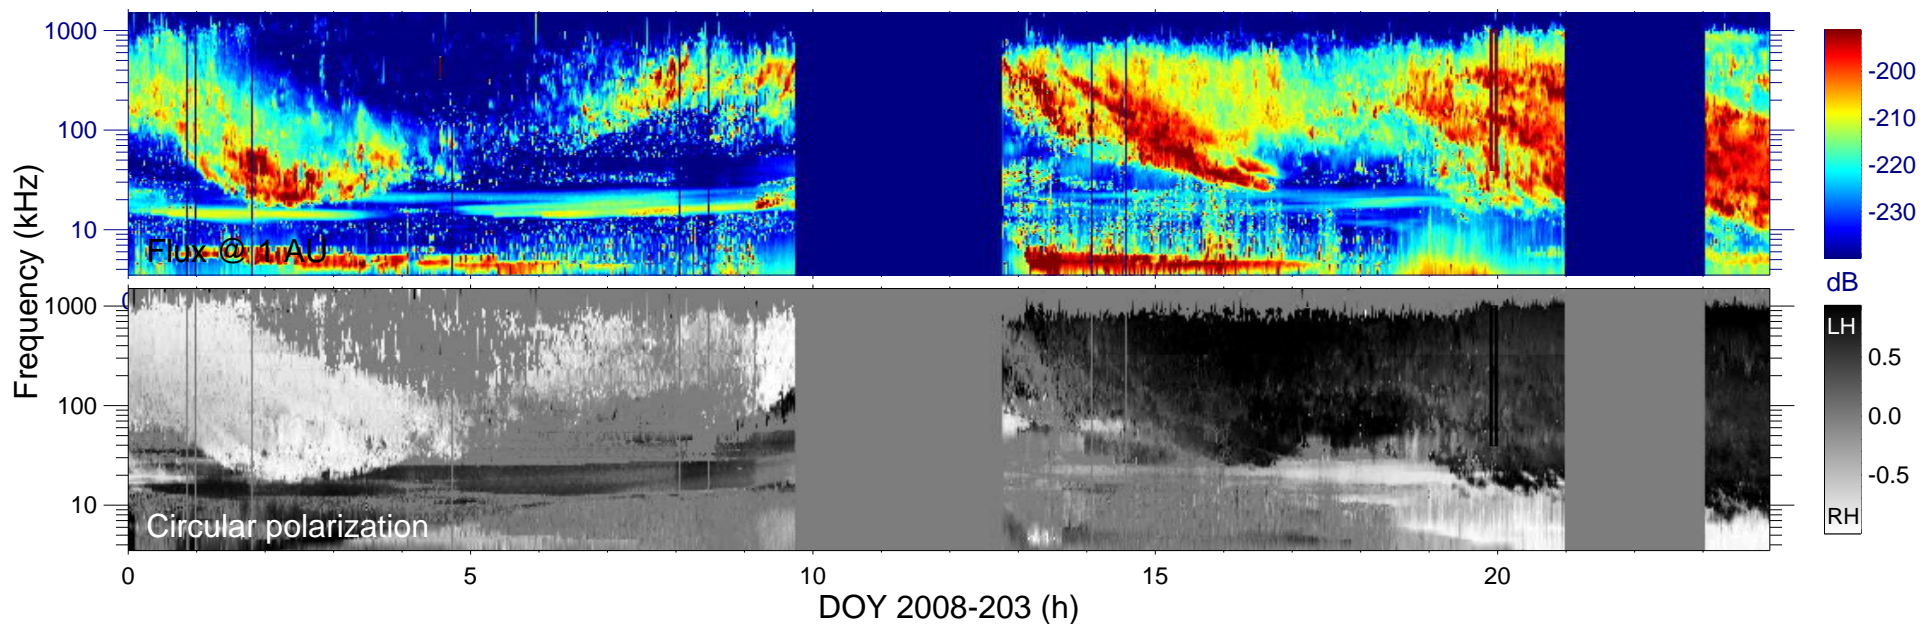 1000
100
10
Flux @ 1 AU
-200
-210
-220
-230
dB
0
1000
100
10
Circular polarization
Frequency (kHz)
LH
0.5
0.0
-0.5
RH
0 5 10 15 20
DOY 2008-203 (h)